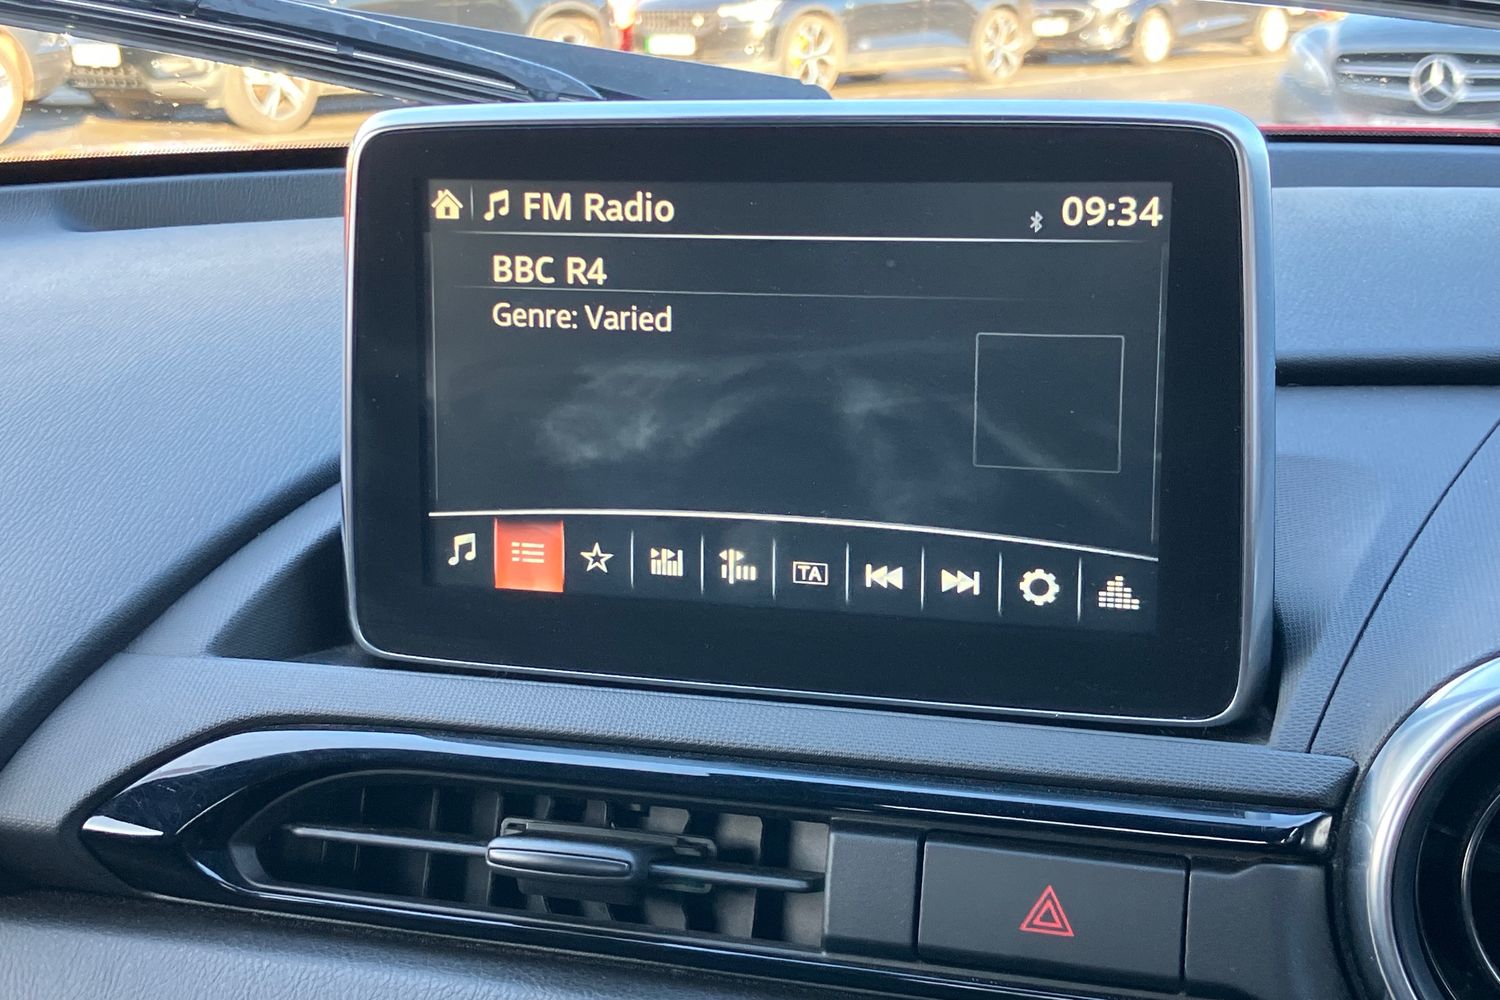 FM Radio
09:34
BBC R4
Genre: Varied
TA